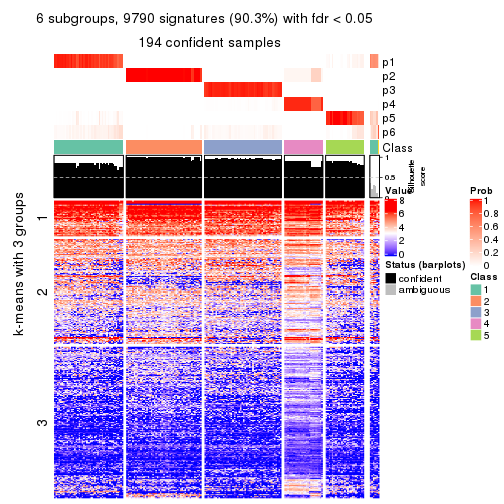 6 subgroups, 9790 signatures (90.3%) with fdr < 0.05
194 confident samples
p1
p2
p3
p4
p5
p6
Class
1
0.5
0
Silhouette
score
k-means with 3 groups
1
2
3
Value
8
6
4
2
0
Status (barplots)
confident
ambiguous
Prob
1
0.8
0.6
0.4
0.2
0
Class
1
2
3
4
5